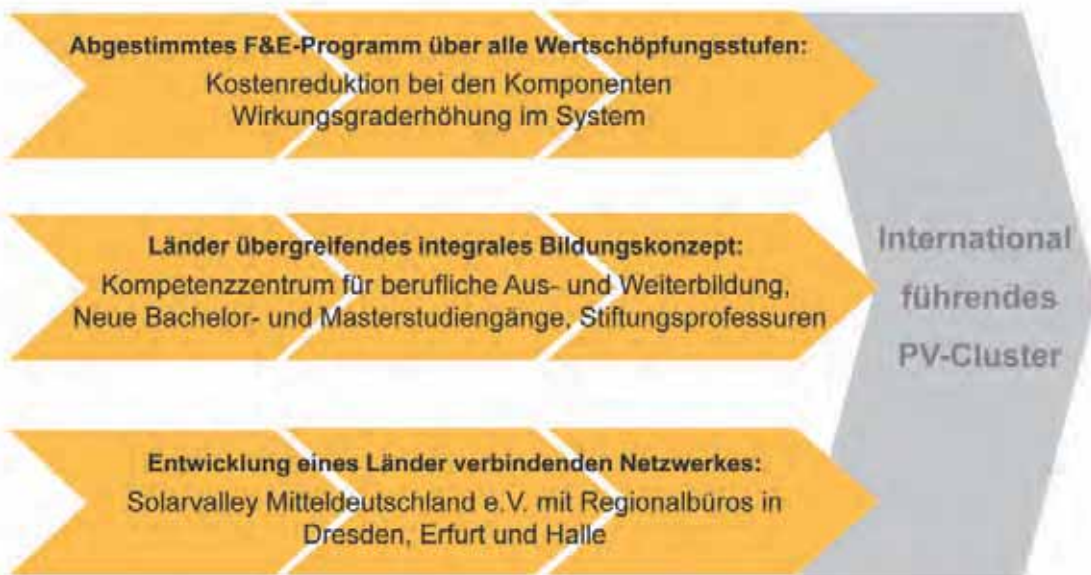 Abgestimmtes F&E-Programm über alle Wertschöpfungsstufen:
Kostenreduktion bei den Komponenten
Wirkungsgraderhöhung im System
Länder übergreifendes integrales Bildungskonzept:
Kompetenzzentrum für berufliche Aus- und Weiterbildung,
Neue Bachelor- und Masterstudiengänge, Stiftungsprofessuren
Entwicklung eines Länder verbindenden Netzwerkes:
Solarvalley Mitteldeutschland e.V. mit Regionalbüros in
Dresden, Erfurt und Halle
International
führendes
PV-Cluster